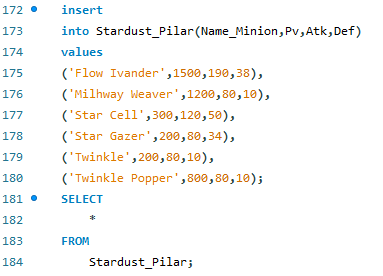 172 insert
173 into Stardust_Pilar(Name_Minion,Pv,Atk,Def)
174 values
175 ('Flow Ivander',1500,190,38),
176 ('Milhway Weaver',1200,80,10),
177 ('Star Cell',300,120,50),
178 ('Star Gazer',200,80,34),
179 ('Twinkle',200,80,10),
180 ('Twinkle Popper',800,80,10);
181 SELECT
182 *
183 FROM
184 Stardust_Pilar;